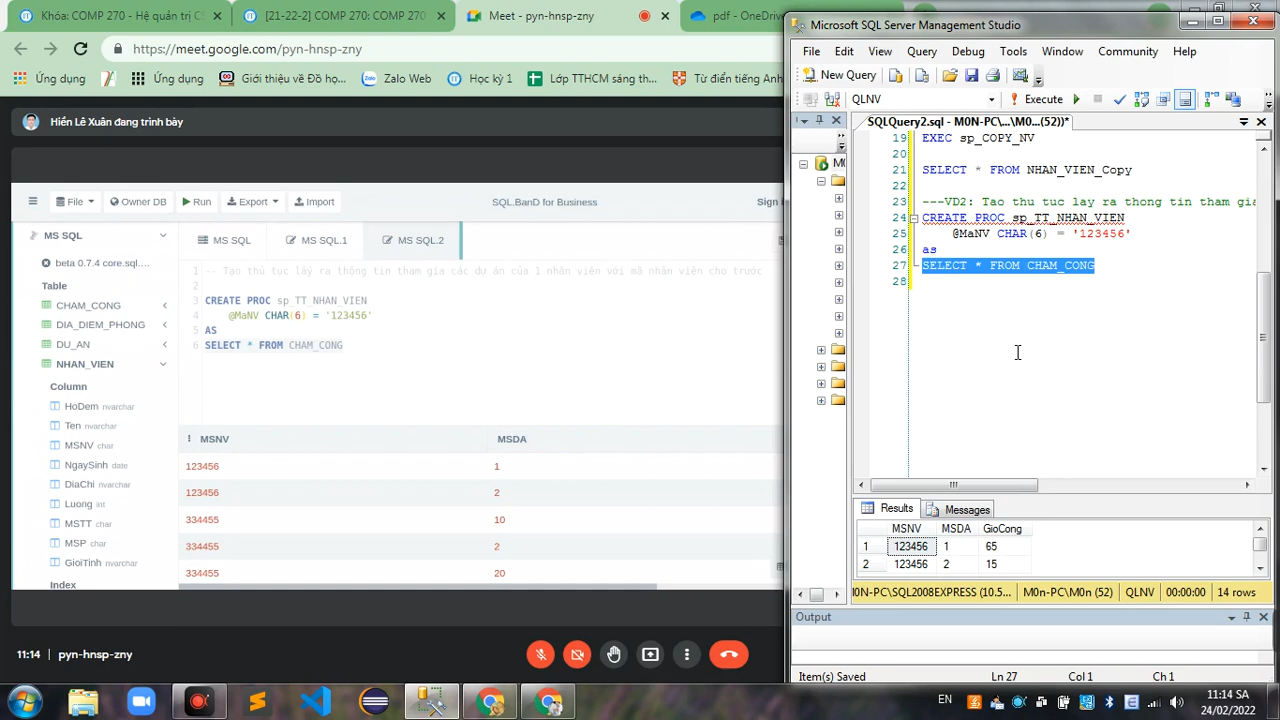 Khóa: COMP 270 - Hệ quản trị CS
[21-22-2] COMP 270: COMP 270
Meet - pyn-hnsp-zny
pdf - OneDrive
https://meet.google.com/pyn-hnsp-zny
Ứng dụng
Ứng dụng
Giới thiệu về Đồ họ...
Zalo Web
Học kỳ 1
Lớp TTHCM sáng th...
Từ điển tiếng Anh
Hiền Lê Xuân đang trình bày
File
Owner DB
Run
Export
Import
SQL.BanD for Business
Sign
MS SQL
MS SQL
MS SQL.1
MS SQL.2
beta 0.7.4 core.sql....
Table
CHAM_CONG
DIA_DIEM_PHONG
DU_AN
NHAN_VIEN
Column
HoDem nvarchar
Ten nvarchar
MSNV char
NgaySinh date
DiaChi nvarchar
Luong int
MSTT char
MSP char
GioiTinh nvarchar
Index
tham gia các dự án của 1 nhân viên với mã nhân viên cho trước
2
3 CREATE PROC sp_TT_NHAN_VIEN
4 @MaNV CHAR(6) = '123456'
5 AS
6 SELECT * FROM CHAM_CONG
MSNV MSDA
123456 1
123456 2
334455 10
334455 2
334455 20
11:14 pyn-hnsp-zny
Microsoft SQL Server Management Studio
File Edit View Query Debug Tools Window Community Help
New Query
QLNV
Execute
SQLQuery2.sql - M0N-PC\...\M0...(52))*
19 EXEC sp_COPY_NV
20
21 SELECT * FROM NHAN_VIEN_Copy
22
23 ---VD2: Tao thu tuc lay ra thong tin tham gia
24 CREATE PROC sp_TT_NHAN_VIEN
25 @MaNV CHAR(6) = '123456'
26 as
27 SELECT * FROM CHAM_CONG
28
M0
Results Messages
MSNV MSDA GioCong
1 123456 1 65
2 123456 2 15
M0N-PC\SQL2008EXPRESS (10.5... M0n-PC\M0n (52) QLNV 00:00:00 14 rows
Output
Item(s) Saved Ln 27 Col 1 Ch 1
EN
11:14 SA
24/02/2022